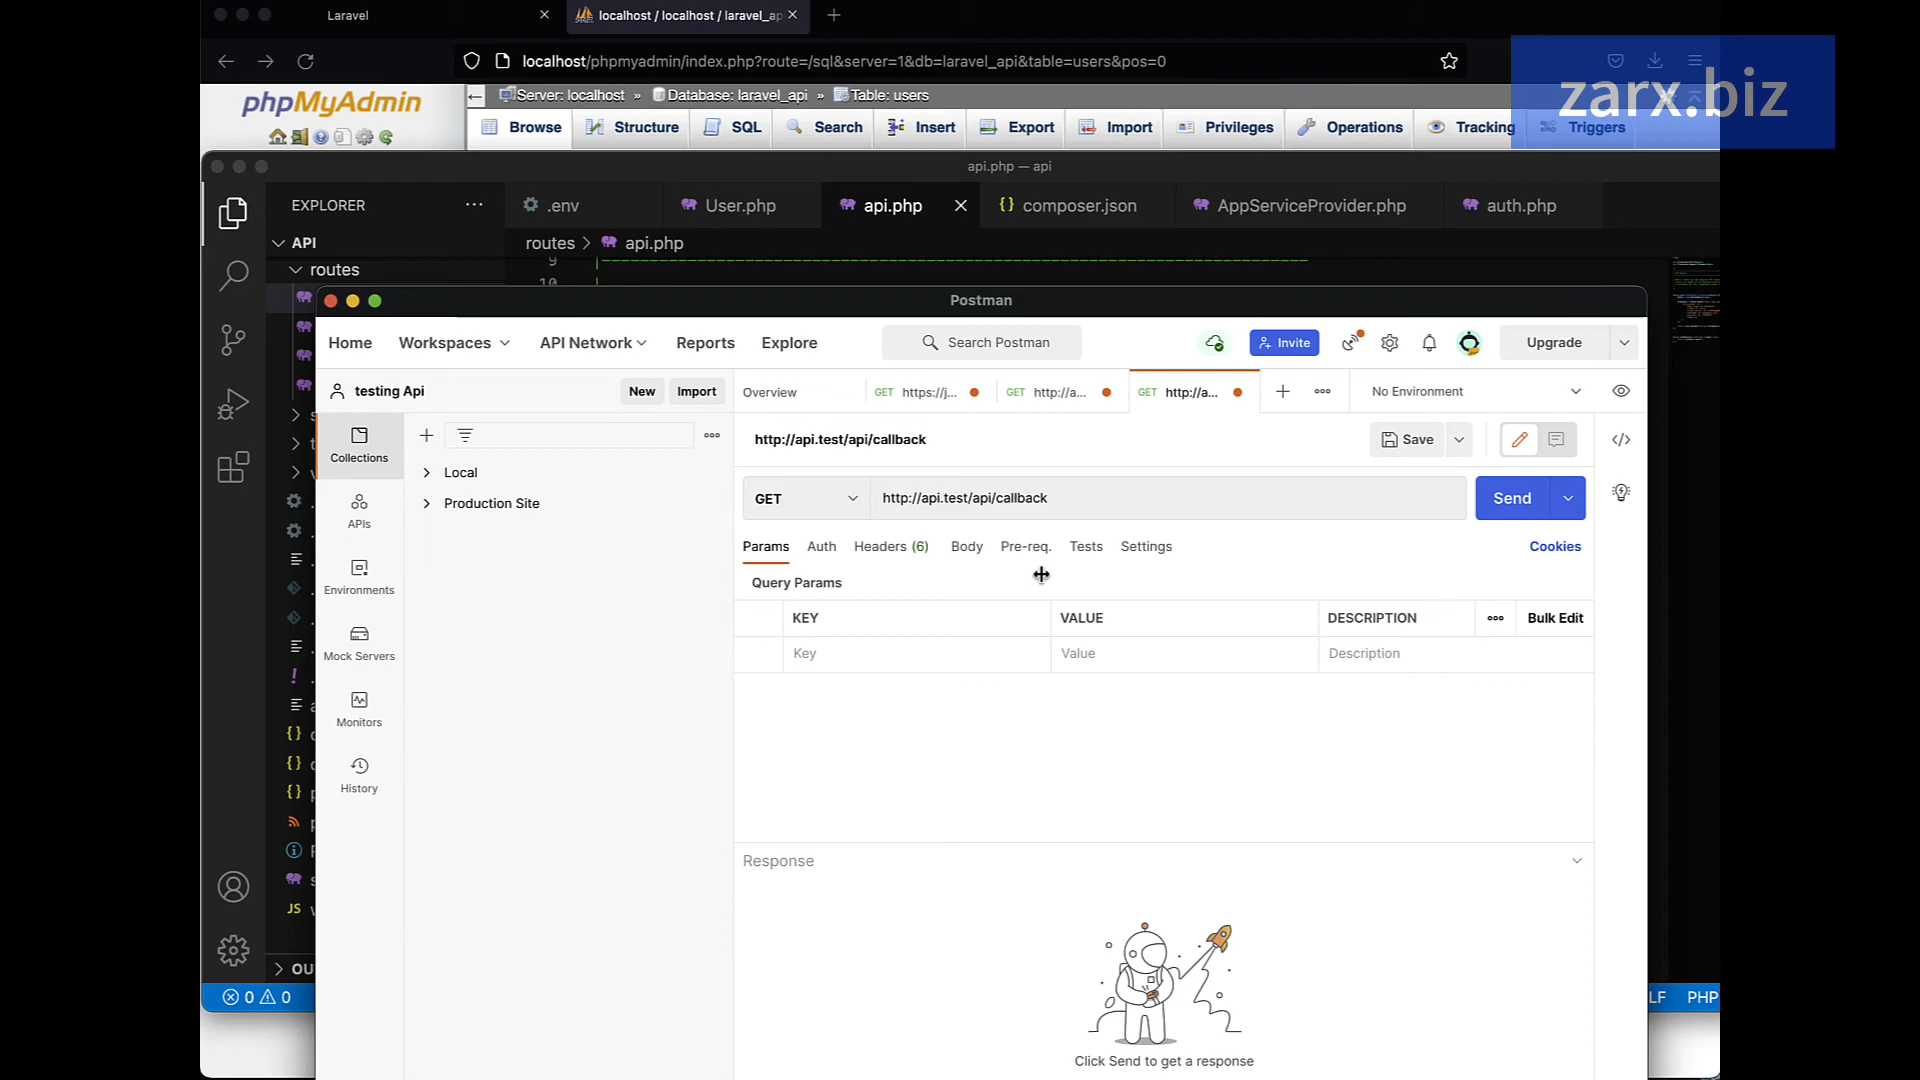 Laravel
localhost / localhost / laravel_ap
localhost/phpmyadmin/index.php?route=/sql&server=1&db=laravel_api&table=users&pos=0
zarx.biz
phpMyAdmin
Server: localhost » Database: laravel_api » Table: users
Browse Structure SQL Search Insert Export Import Privileges Operations Tracking Triggers
api.php — api
EXPLORER ... .env User.php api.php {} composer.json AppServiceProvider.php auth.php
API
routes > api.php
routes
9
10
Postman
Home Workspaces API Network Reports Explore Search Postman Invite Upgrade
testing Api New Import Overview GET https://j... GET http://a... GET http://a... No Environment
http://api.test/api/callback Save
Collections
Local
Production Site
GET http://api.test/api/callback Send
APIs
Params Auth Headers (6) Body Pre-req. Tests Settings Cookies
Environments
Query Params
KEY VALUE DESCRIPTION Bulk Edit
Key Value Description
Mock Servers
Monitors
History
Response
JS
OU
0 0 LF PHP
Click Send to get a response